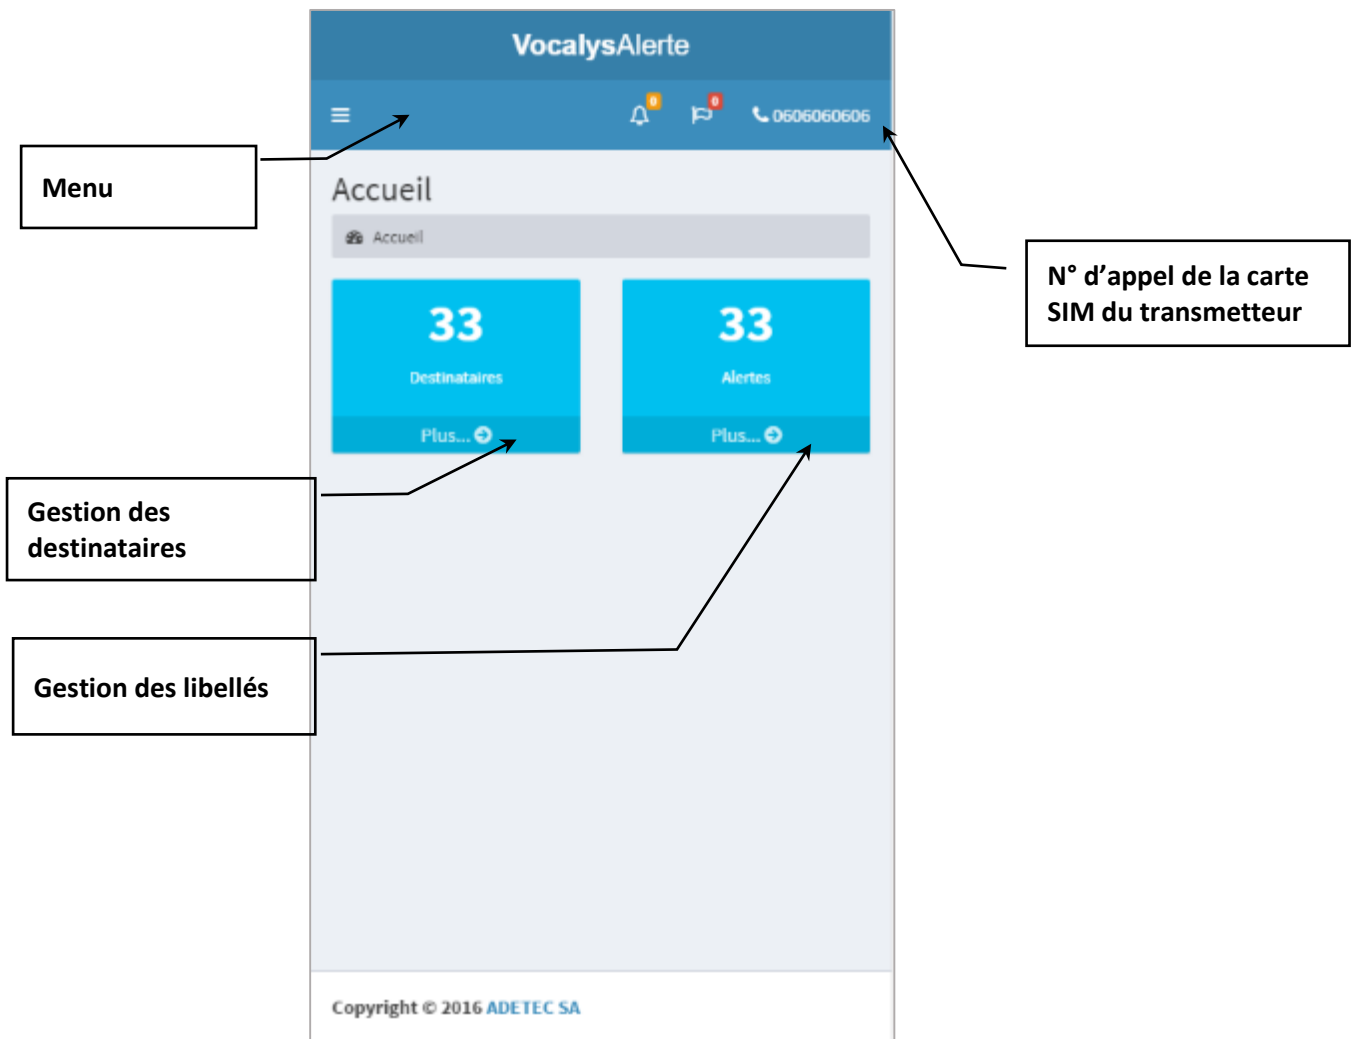 VocalysAlerte
0
0
0606060606
Menu
Accueil
Accueil
N° d’appel de la carte
SIM du transmetteur
33
33
Destinataires
Alertes
Plus...
Plus...
Gestion des
destinataires
Gestion des libellés
Copyright © 2016 ADETEC SA